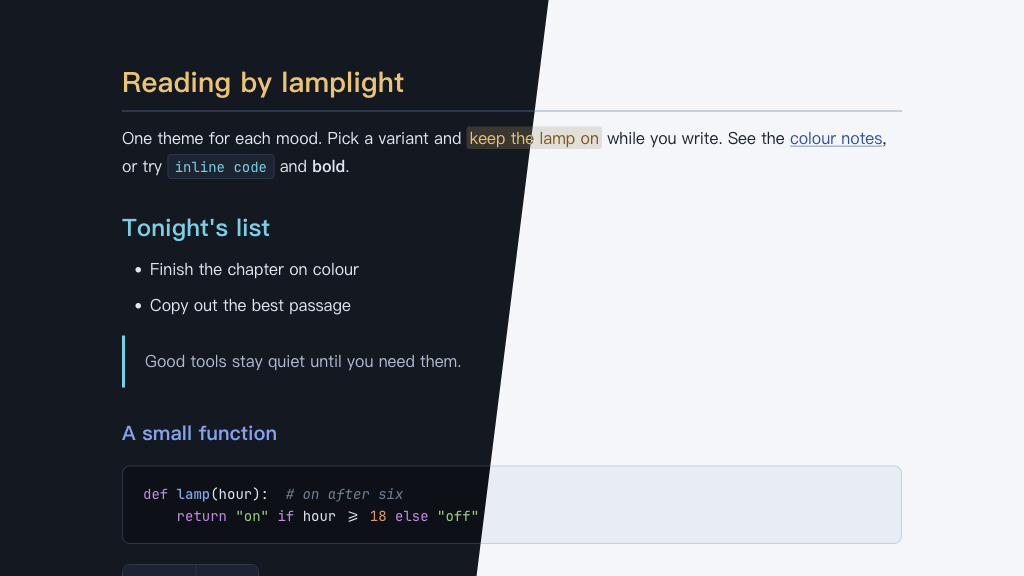 Reading by lamplight
One theme for each mood. Pick a variant and keep the lamp on while you write. See the colour notes,
or try inline code and bold.
Tonight's list
• Finish the chapter on colour
• Copy out the best passage
Good tools stay quiet until you need them.
A small function
def lamp(hour):  # on after six
    return "on" if hour ⩾ 18 else "off"